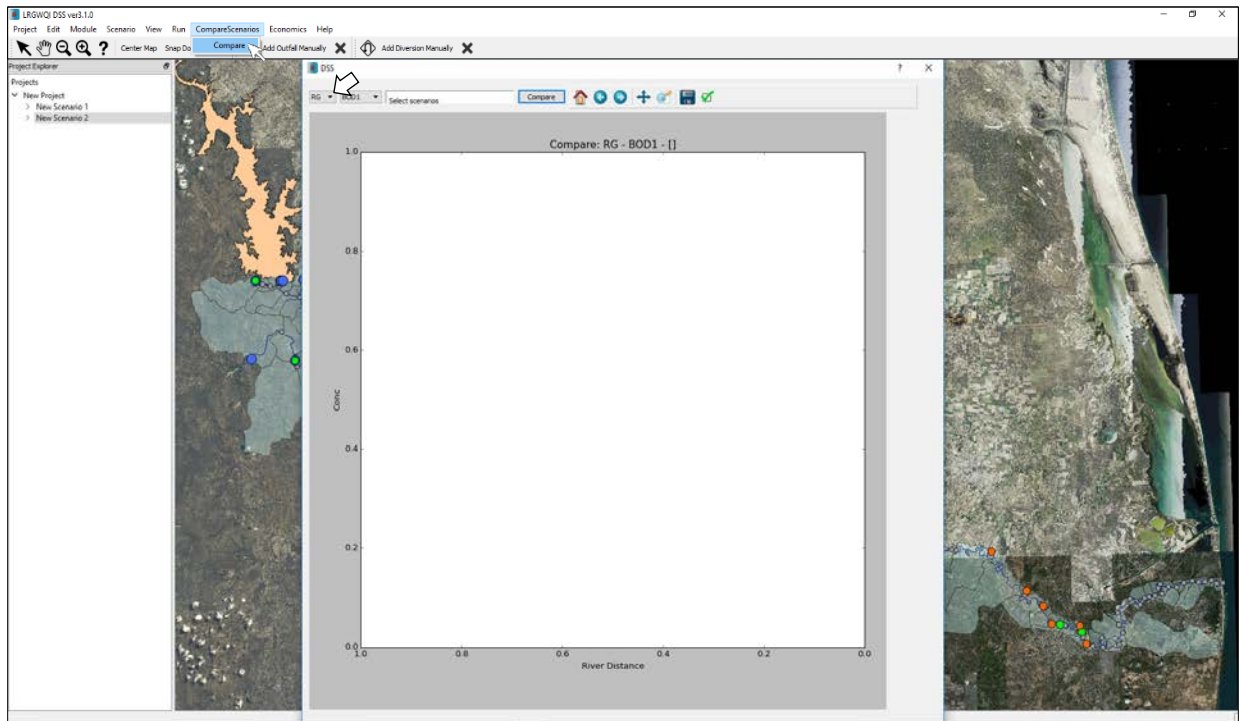 LRGWQI DSS ver3.1.0
Project Edit Module Scenario View Run CompareScenarios Economics Help
Center Map Snap Do Compare Add Outfall Manually Add Diversion Manually
Project Explorer
Projects
New Project
New Scenario 1
New Scenario 2
DSS
RG BOD1 Select scenarios Compare
Compare: RG - BOD1 - []
1.0
0.8
0.6
Conc
0.4
0.2
0.0
1.0 0.8 0.6 0.4 0.2 0.0
River Distance